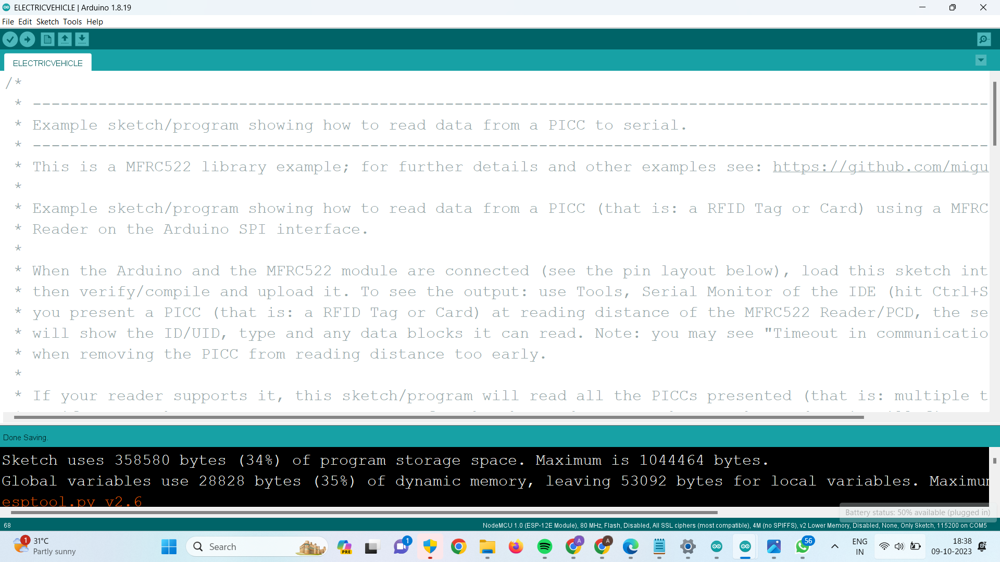 ELECTRICVEHICLE | Arduino 1.8.19
File Edit Sketch Tools Help
ELECTRICVEHICLE
/*
* ------------------------------------------------------------------------------------------------------
* Example sketch/program showing how to read data from a PICC to serial.
* ------------------------------------------------------------------------------------------------------
* This is a MFRC522 library example; for further details and other examples see: https://github.com/migu
*
* Example sketch/program showing how to read data from a PICC (that is: a RFID Tag or Card) using a MFRC
* Reader on the Arduino SPI interface.
*
* When the Arduino and the MFRC522 module are connected (see the pin layout below), load this sketch int
* then verify/compile and upload it. To see the output: use Tools, Serial Monitor of the IDE (hit Ctrl+S
* you present a PICC (that is: a RFID Tag or Card) at reading distance of the MFRC522 Reader/PCD, the se
* will show the ID/UID, type and any data blocks it can read. Note: you may see "Timeout in communicatio
* when removing the PICC from reading distance too early.
*
* If your reader supports it, this sketch/program will read all the PICCs presented (that is: multiple t
Done Saving.
Sketch uses 358580 bytes (34%) of program storage space. Maximum is 1044464 bytes.
Global variables use 28828 bytes (35%) of dynamic memory, leaving 53092 bytes for local variables. Maximum
esptool.py v2.6
Battery status: 50% available (plugged in)
68
NodeMCU 1.0 (ESP-12E Module), 80 MHz, Flash, Disabled, All SSL ciphers (most compatible), 4M (no SPIFFS), v2 Lower Memory, Disabled, None, Only Sketch, 115200 on COM5
1
31°C
Partly sunny
Search
PRE
1
A
A
56
ENG
IN
18:38
09-10-2023